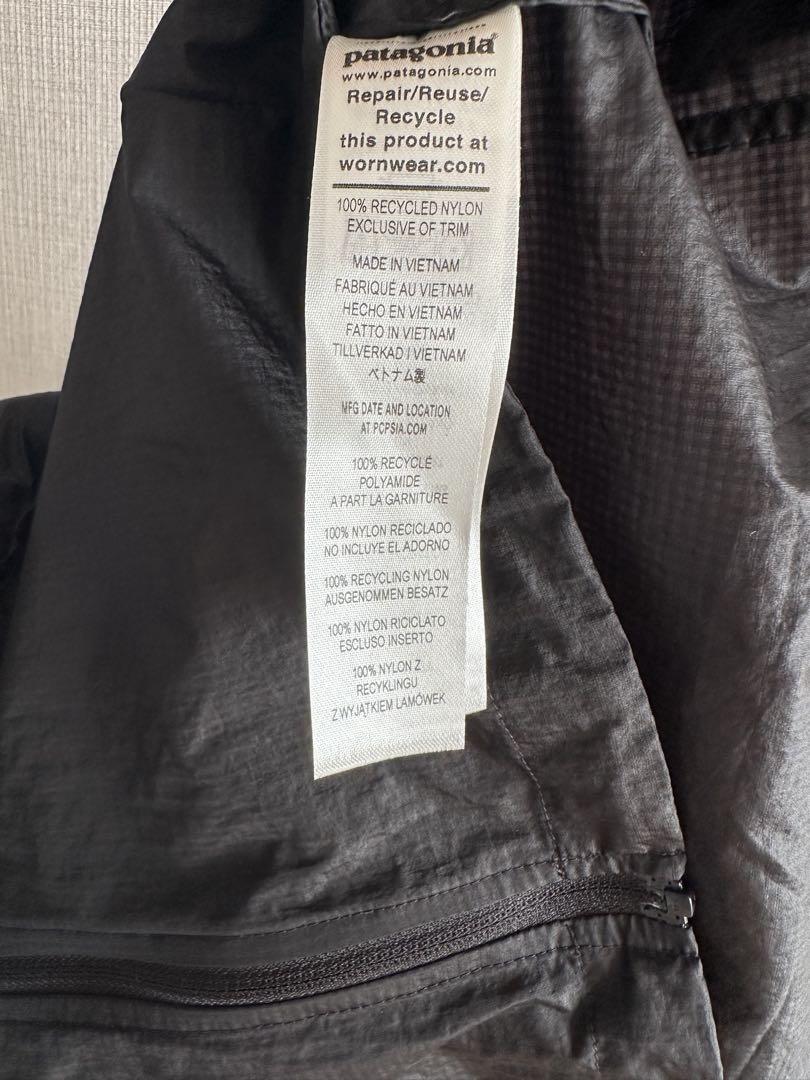 patagonia®
www.patagonia.com
Repair/Reuse/
Recycle
this product at
wornwear.com
100% RECYCLED NYLON
EXCLUSIVE OF TRIM
MADE IN VIETNAM
FABRIQUÉ AU VIETNAM
HECHO EN VIETNAM
FATTO IN VIETNAM
TILLVERKAD I VIETNAM
ベトナム製
MFG DATE AND LOCATION
AT PCPSIA.COM
100% RECYCLÉ
POLYAMIDE
A PART LA GARNITURE
100% NYLON RECICLADO
NO INCLUYE EL ADORNO
100% RECYCLING NYLON
AUSGENOMMEN BESATZ
100% NYLON RICICLATO
ESCLUSO INSERTO
100% NYLON Z
RECYKLINGU
Z WYJĄTKIEM LAMÓWEK